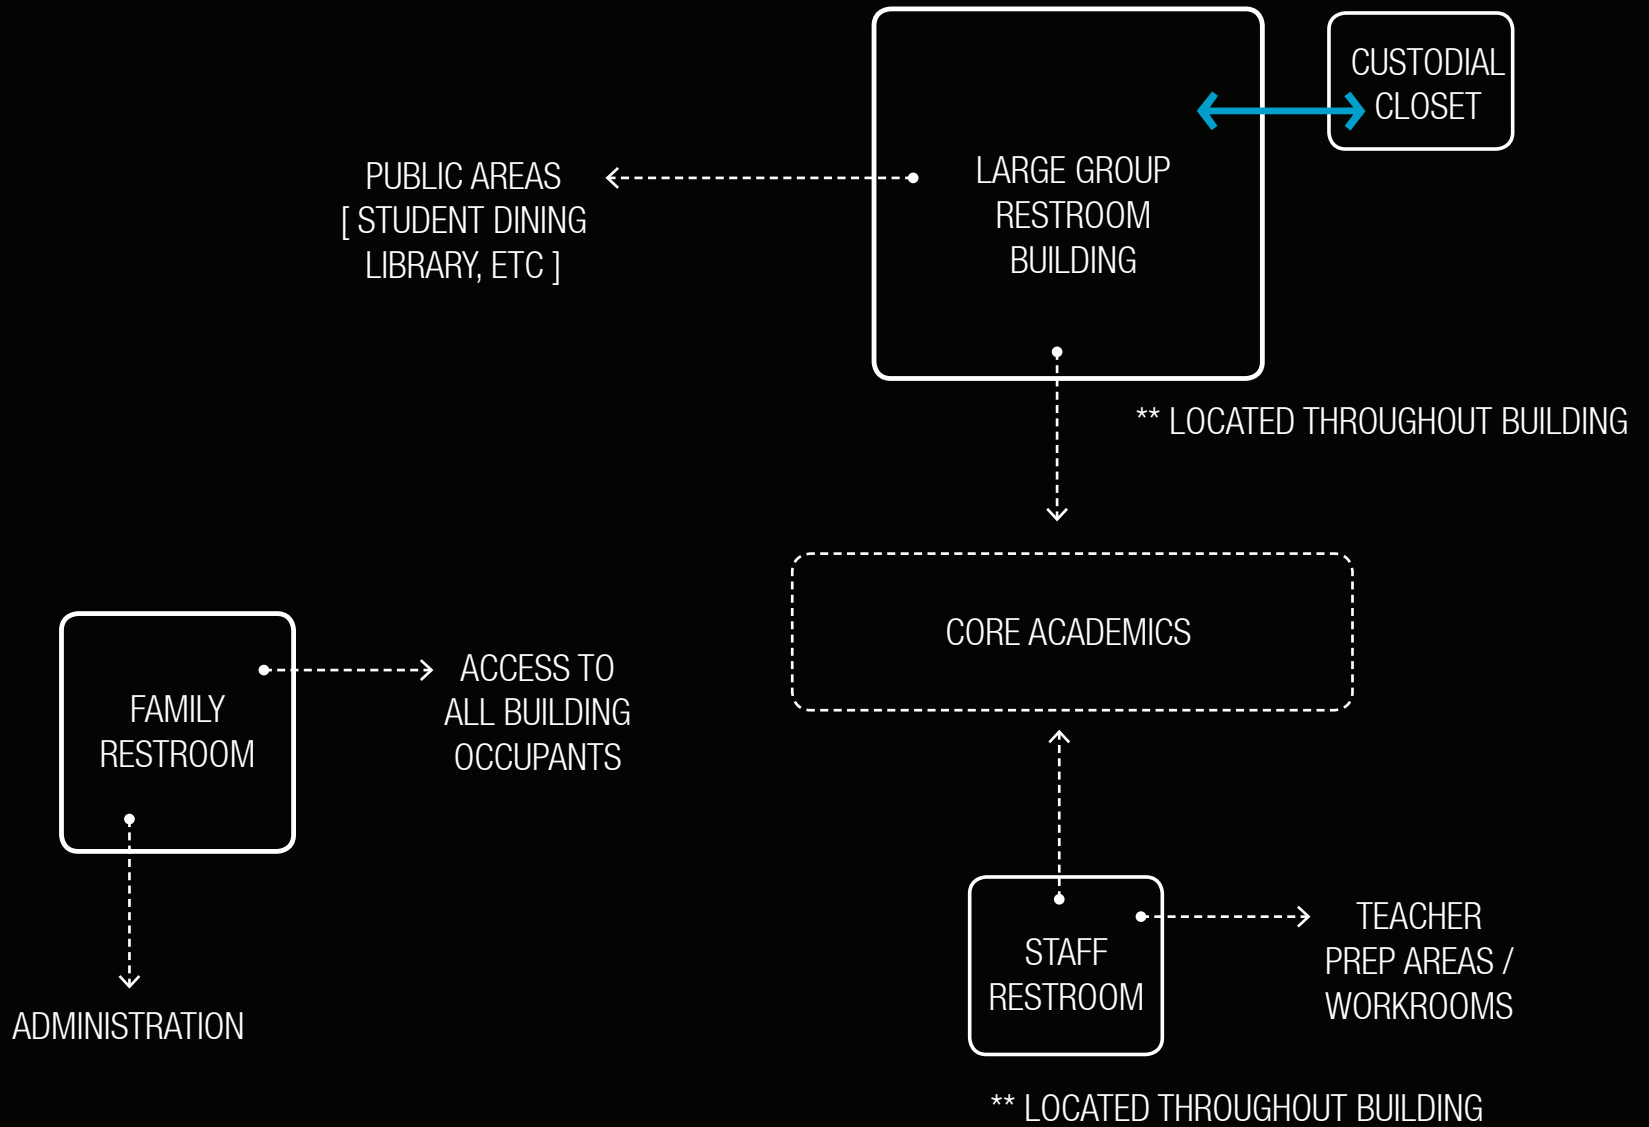 CUSTODIAL
CLOSET
LARGE GROUP
RESTROOM
BUILDING
PUBLIC AREAS
[ STUDENT DINING
LIBRARY, ETC ]
** LOCATED THROUGHOUT BUILDING
CORE ACADEMICS
FAMILY
RESTROOM
ACCESS TO
ALL BUILDING
OCCUPANTS
ADMINISTRATION
STAFF
RESTROOM
TEACHER
PREP AREAS /
WORKROOMS
** LOCATED THROUGHOUT BUILDING